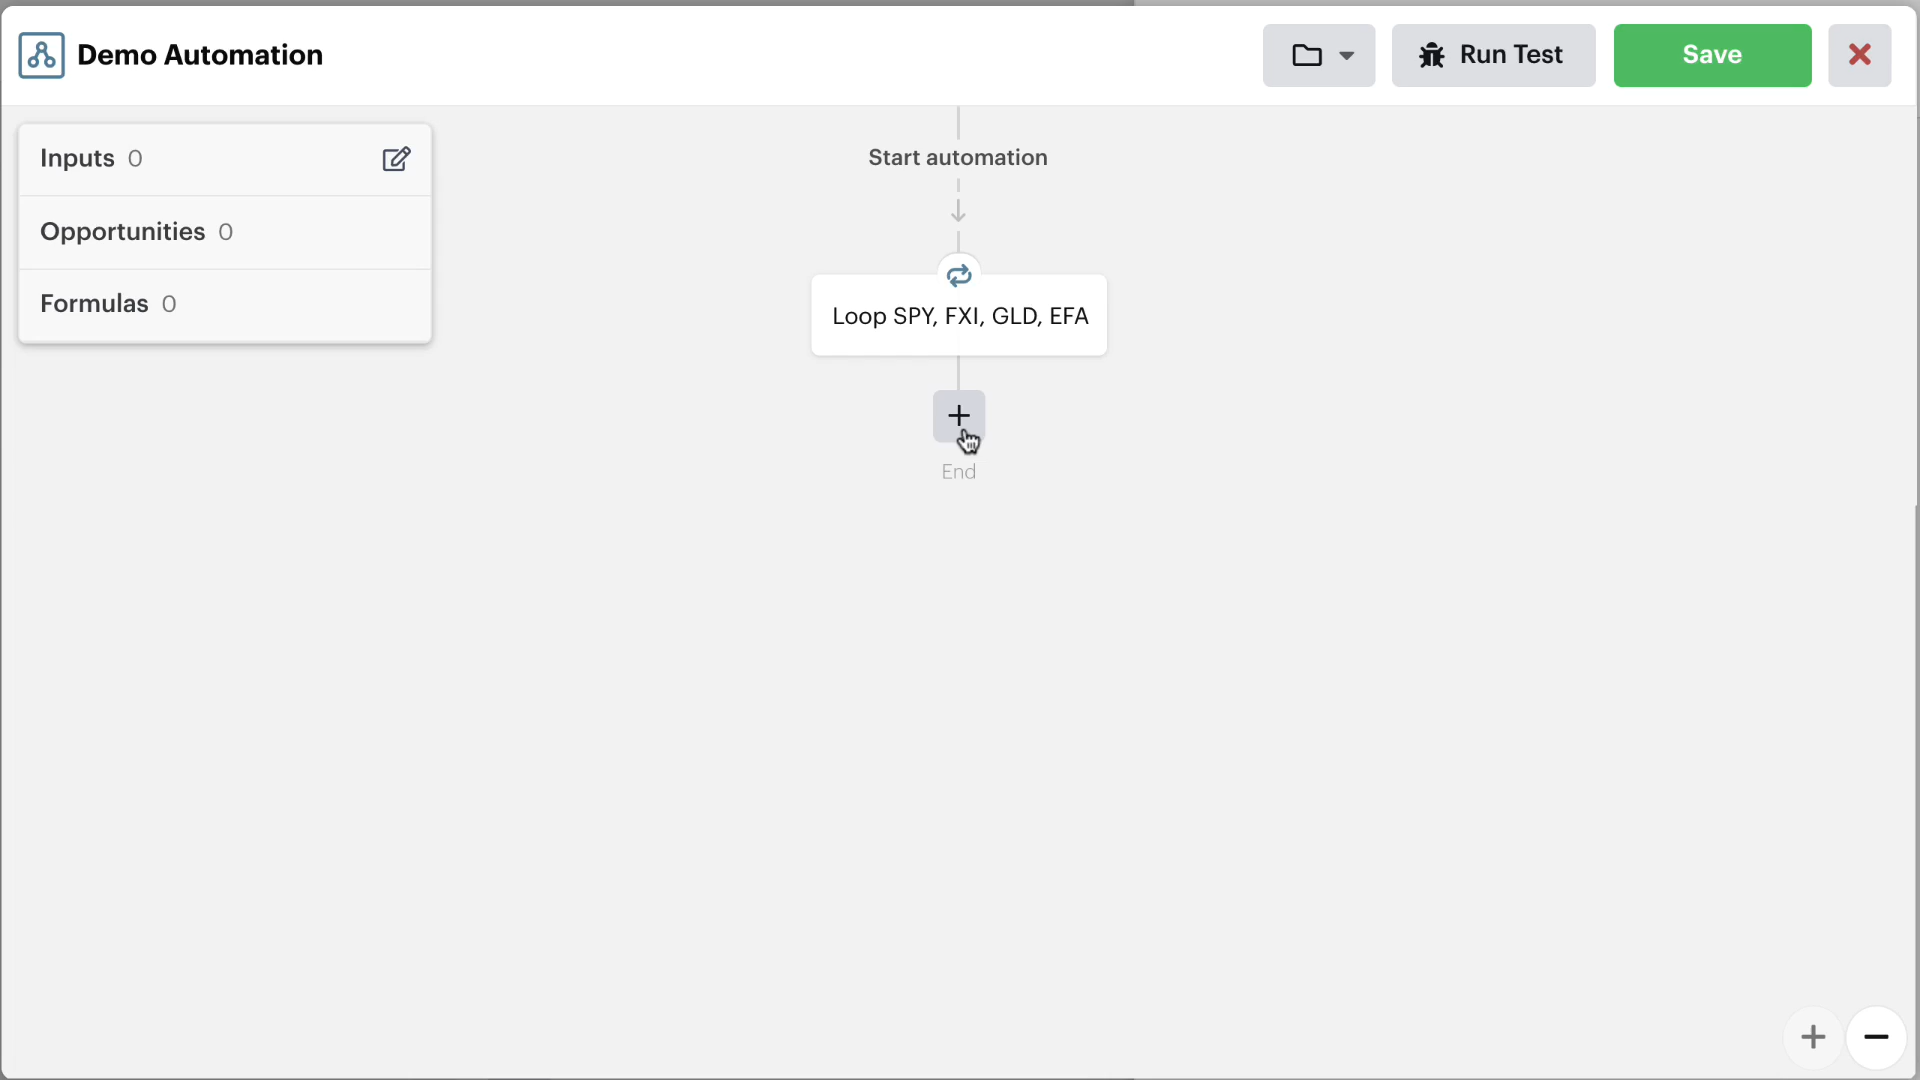 Demo Automation
Run Test
Save
Inputs 0
Opportunities 0
Formulas 0
Start automation
Loop SPY, FXI, GLD, EFA
End